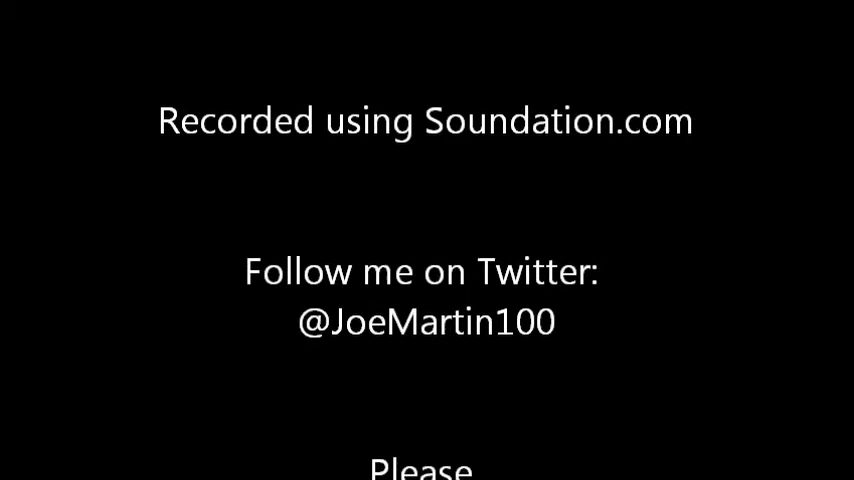 Recorded using Soundation.com
Follow me on Twitter:
@JoeMartin100
Please